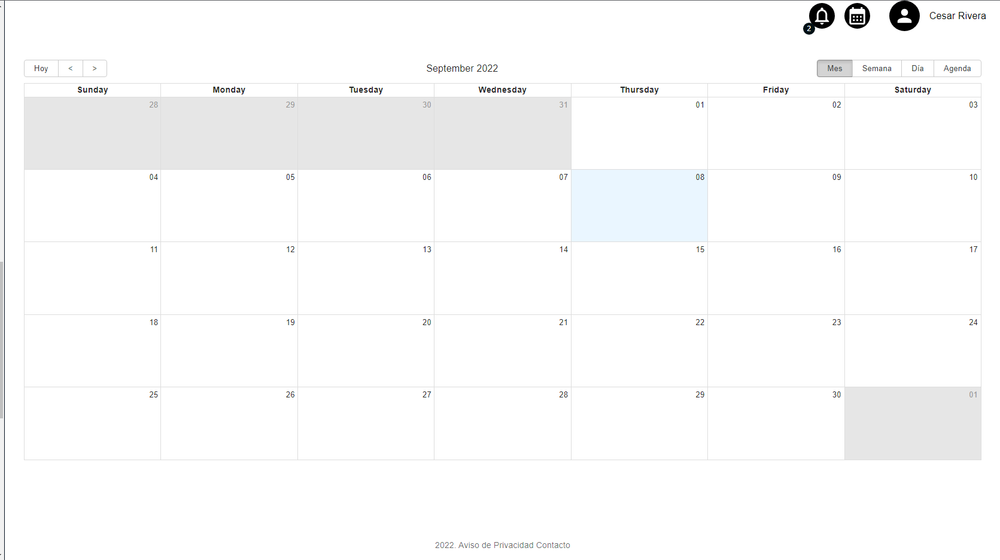 Cesar Rivera
2
Hoy < > September 2022 Mes Semana Día Agenda
Sunday Monday Tuesday Wednesday Thursday Friday Saturday
28 29 30 31 01 02 03
04 05 06 07 08 09 10
11 12 13 14 15 16 17
18 19 20 21 22 23 24
25 26 27 28 29 30 01
2022. Aviso de Privacidad Contacto